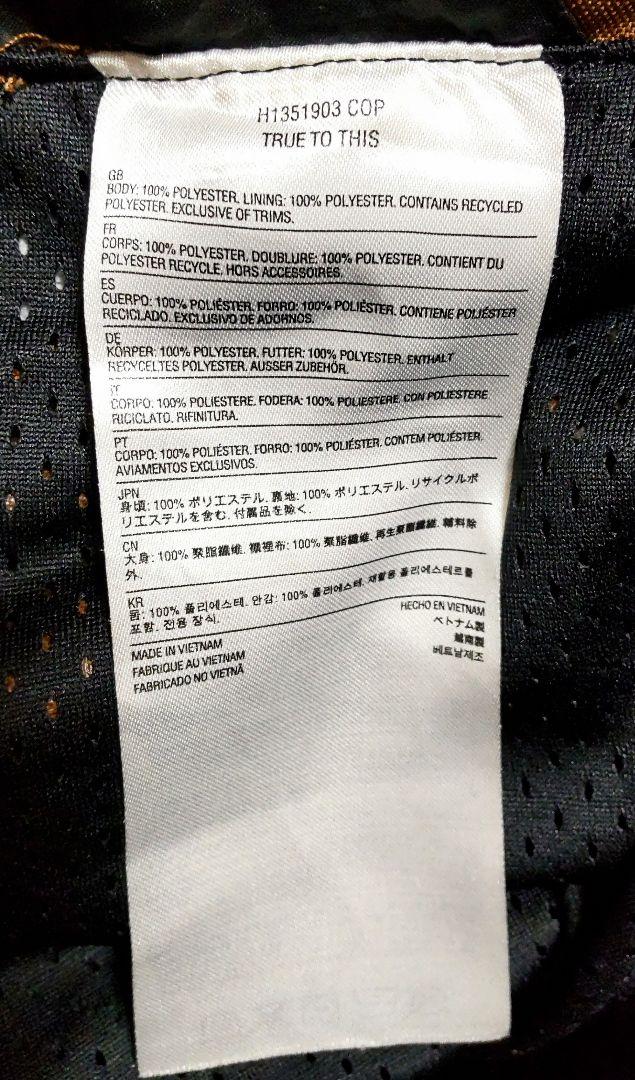 H1351903 COP
TRUE TO THIS
GB
BODY: 100% POLYESTER. LINING: 100% POLYESTER. CONTAINS RECYCLED
POLYESTER. EXCLUSIVE OF TRIMS.
FR
CORPS: 100% POLYESTER. DOUBLURE: 100% POLYESTER. CONTIENT DU
POLYESTER RECYCLE. HORS ACCESSOIRES.
ES
CUERPO: 100% POLIÉSTER. FORRO: 100% POLIÉSTER. CONTIENE POLIÉSTER
RECICLADO. EXCLUSIVO DE ADORNOS.
DE
KÖRPER: 100% POLYESTER. FUTTER: 100% POLYESTER. ENTHÄLT
RECYCELTES POLYESTER. AUSSER ZUBEHÖR.
IT
CORPO: 100% POLIESTERE. FODERA: 100% POLIESTERE. CON POLIESTERE
RICICLATO. RIFINITURA.
PT
CORPO: 100% POLIÉSTER. FORRO: 100% POLIÉSTER. CONTEM POLIÉSTER.
AVIAMENTOS EXCLUSIVOS.
JPN
身頃: 100% ポリエステル. 裏地: 100% ポリエステル. リサイクルポ
リエステルを含む. 付属品を除く.
CN
大身: 100% 聚脂纖維. 襯裡布: 100% 聚脂纖維. 再生聚脂纖維. 輔料除
外.
KR
몸: 100% 폴리에스테. 안감: 100% 폴리에스테. 재활용 폴리에스테르를
포함. 전용 장식.
MADE IN VIETNAM
FABRIQUE AU VIETNAM
FABRICADO NO VIETNÃ
HECHO EN VIETNAM
ベトナム製
越南製
베트남제조